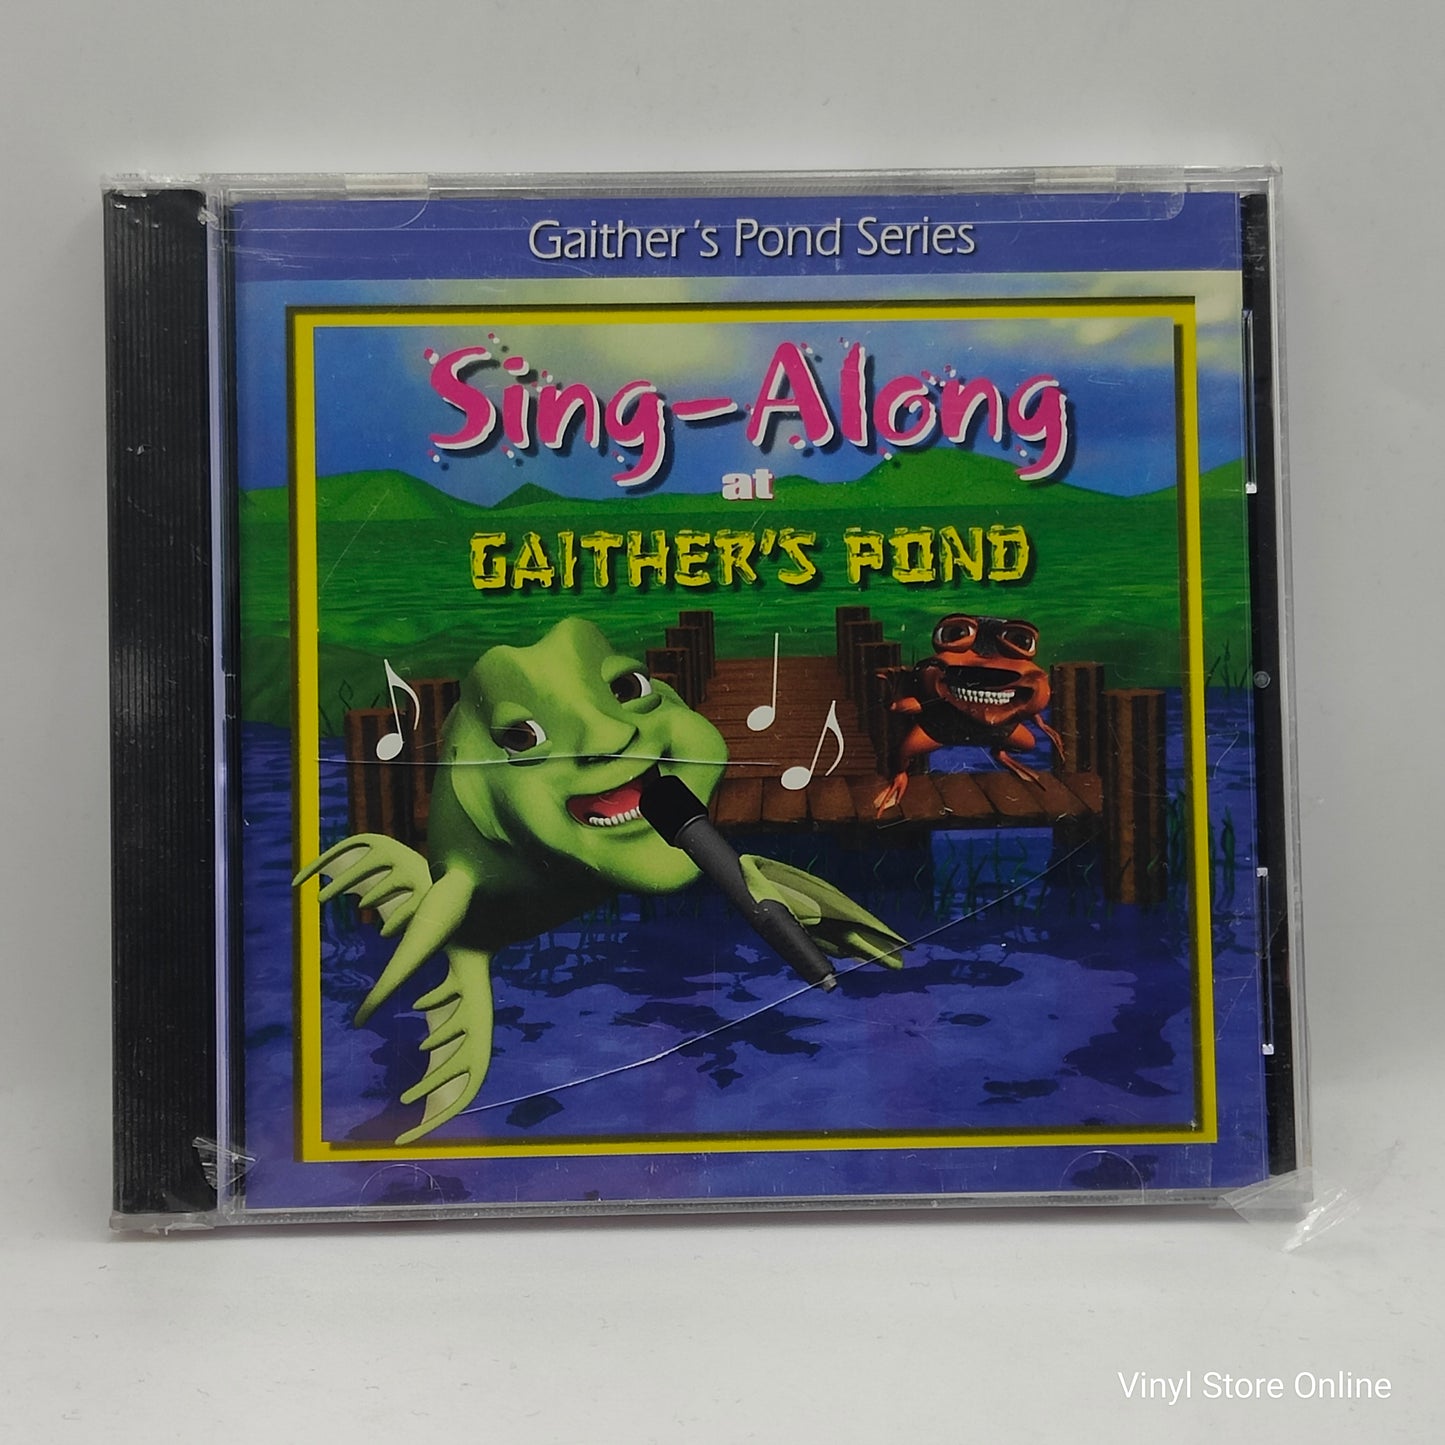 Gaither's Pond Series
Sing-Along
at
GAITHER'S POND
Vinyl Store Online